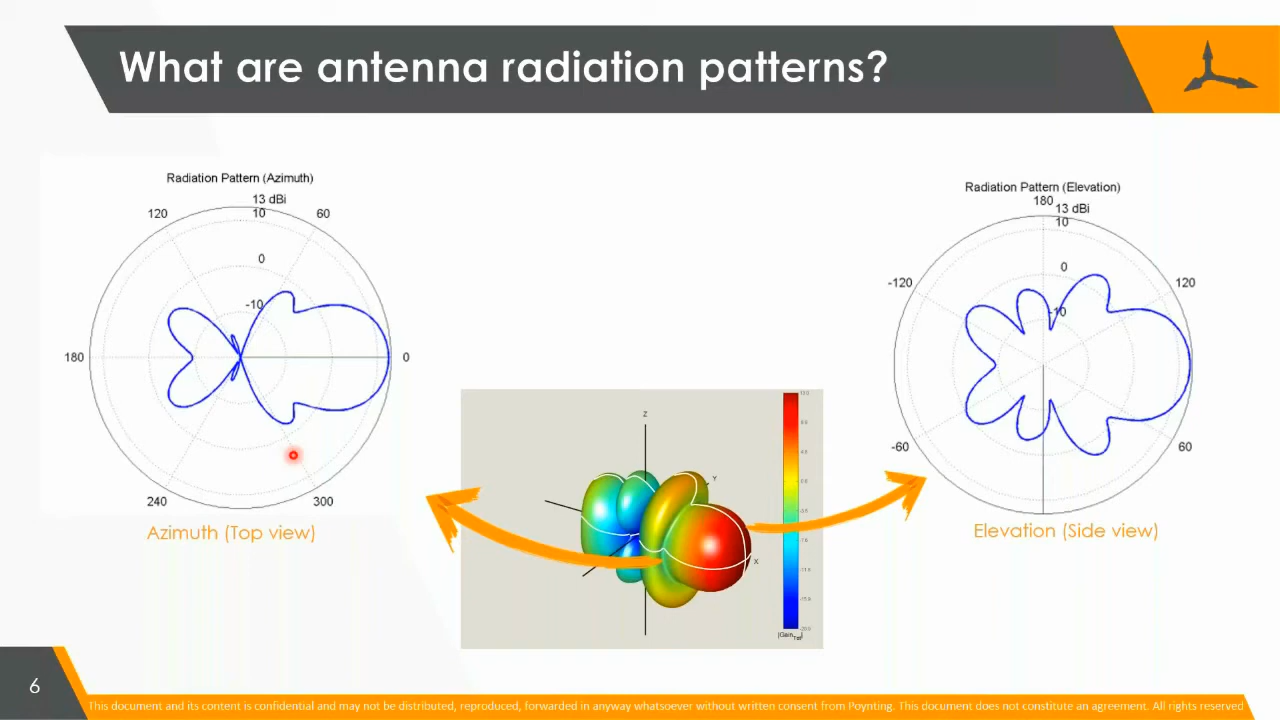 What are antenna radiation patterns?
Radiation Pattern (Azimuth)
13 dBi
10
120
60
0
-10
180
0
240
300
Azimuth (Top view)
Radiation Pattern (Elevation)
180
13 dBi
10
0
-120
120
-10
-60
60
Elevation (Side view)
Z
Y
X
6
This document and its content is confidential and may not be distributed, reproduced, forwarded in anyway whatsoever without written consent from Poynting. This document does not constitute an agreement. All rights reserved